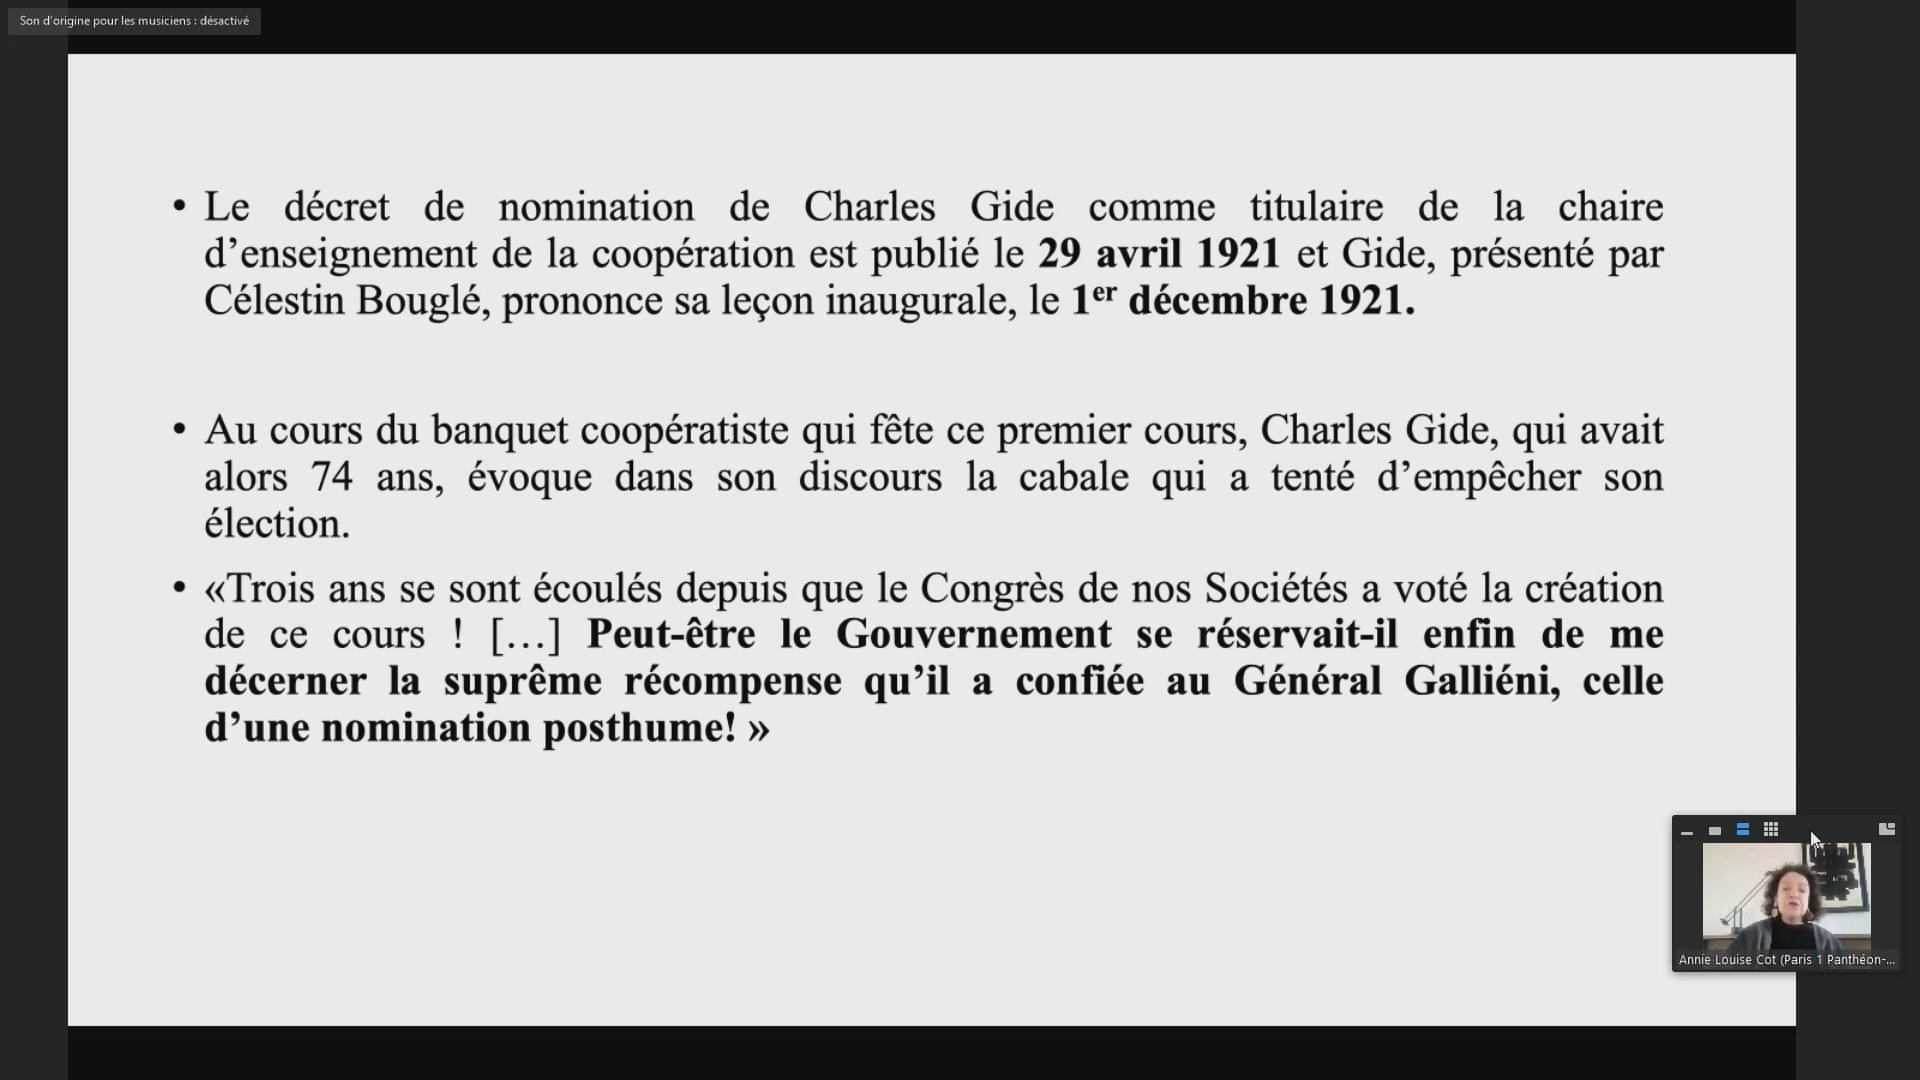 Son d'origine pour les musiciens : désactivé
• Le décret de nomination de Charles Gide comme titulaire de la chaire
d’enseignement de la coopération est publié le 29 avril 1921 et Gide, présenté par
Célestin Bouglé, prononce sa leçon inaugurale, le 1er décembre 1921.
• Au cours du banquet coopératiste qui fête ce premier cours, Charles Gide, qui avait
alors 74 ans, évoque dans son discours la cabale qui a tenté d’empêcher son
élection.
• «Trois ans se sont écoulés depuis que le Congrès de nos Sociétés a voté la création
de ce cours ! […] Peut-être le Gouvernement se réservait-il enfin de me
décerner la suprême récompense qu’il a confiée au Général Galliéni, celle
d’une nomination posthume! »
Annie Louise Cot (Paris 1 Panthéon-...